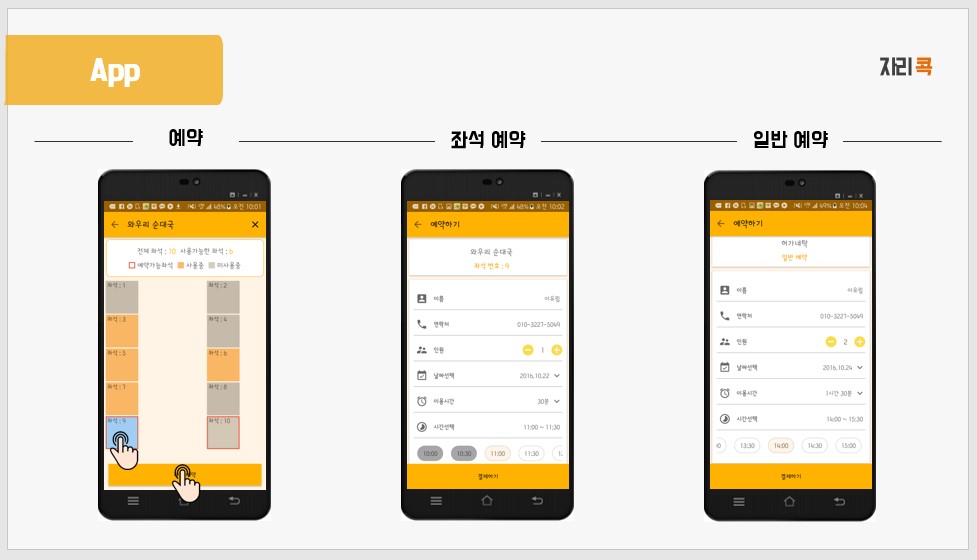 App
자리콕
예약
좌석 예약
일반 예약
48% 오전 10:01
와우리 순대국
전체 좌석 : 10 사용가능한 좌석 : 6
예약가능좌석 사용중 미사용중
좌석 : 1
좌석 : 2
좌석 : 3
좌석 : 4
좌석 : 5
좌석 : 6
좌석 : 7
좌석 : 8
좌석 : 9
좌석 : 10
48% 오전 10:02
예약하기
와우리 순대국
좌석 번호 : 9
이름
연락처 010-3227-5049
인원 1
날짜선택 2016.10.22
이용시간 30분
시간선택 11:00 ~ 11:30
10:00 10:30 11:00 11:30
결제하기
49% 오전 10:04
예약하기
허가네탁
일반 예약
이름
연락처 010-3227-5049
인원 2
날짜선택 2016.10.24
이용시간 1시간 30분
시간선택 14:00 ~ 15:30
13:30 14:00 14:30 15:00
결제하기